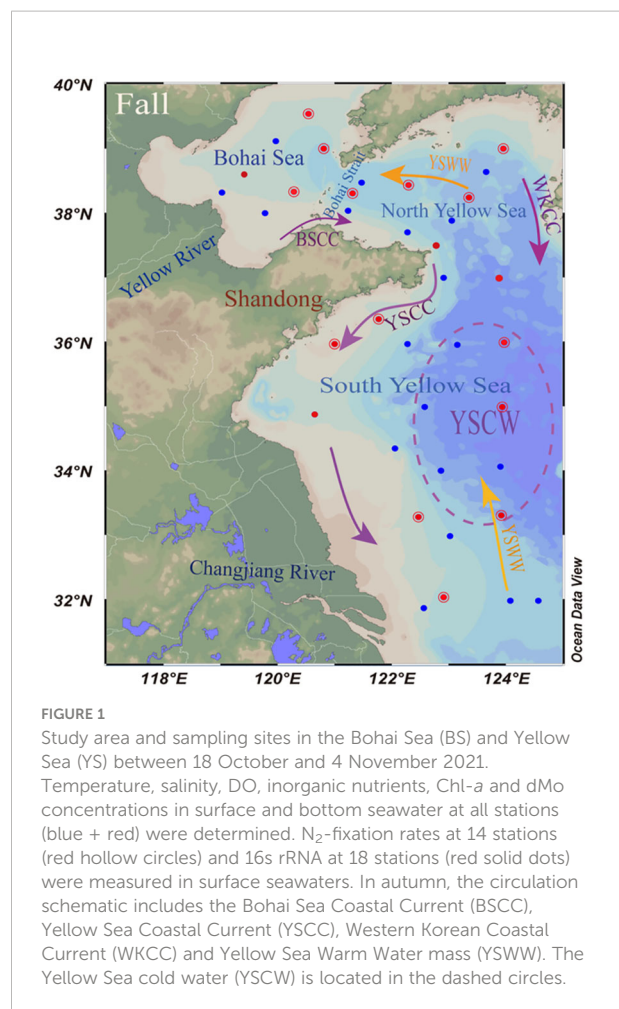 40°N
Fall
Bohai Sea
Bohai Strait
YSWW
38°N
North Yellow Sea
WKCC
BSCC
Yellow River
Shandong
YSCC
36°N
South Yellow Sea
YSCW
34°N
YSWW
Changjiang River
32°N
Ocean Data View
118°E 120°E 122°E 124°E
FIGURE 1
Study area and sampling sites in the Bohai Sea (BS) and Yellow
Sea (YS) between 18 October and 4 November 2021.
Temperature, salinity, DO, inorganic nutrients, Chl-a and dMo
concentrations in surface and bottom seawater at all stations
(blue + red) were determined. N₂-fixation rates at 14 stations
(red hollow circles) and 16s rRNA at 18 stations (red solid dots)
were measured in surface seawaters. In autumn, the circulation
schematic includes the Bohai Sea Coastal Current (BSCC),
Yellow Sea Coastal Current (YSCC), Western Korean Coastal
Current (WKCC) and Yellow Sea Warm Water mass (YSWW). The
Yellow Sea cold water (YSCW) is located in the dashed circles.